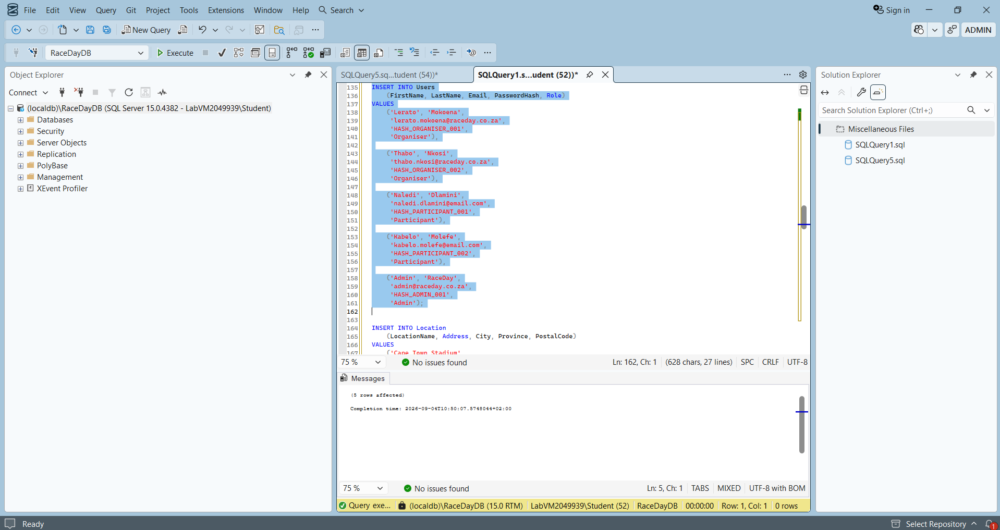 File Edit View Query Git Project Tools Extensions Window Help Search Sign in
New Query ADMIN
RaceDayDB Execute
Object Explorer
Connect
(localdb)\RaceDayDB (SQL Server 15.0.4382 - LabVM2049939\Student)
Databases
Security
Server Objects
Replication
PolyBase
Management
XEvent Profiler
SQLQuery5.sq...tudent (54))* SQLQuery1.s...udent (52))*
135 INSERT INTO Users
136 (FirstName, LastName, Email, PasswordHash, Role)
137 VALUES
138 ('Lerato', 'Mokoena',
139 'lerato.mokoena@raceday.co.za',
140 'HASH_ORGANISER_001',
141 'Organiser'),
142
143 ('Thabo', 'Nkosi',
144 'thabo.nkosi@raceday.co.za',
145 'HASH_ORGANISER_002',
146 'Organiser'),
147
148 ('Naledi', 'Dlamini',
149 'naledi.dlamini@email.com',
150 'HASH_PARTICIPANT_001',
151 'Participant'),
152
153 ('Kabelo', 'Molefe',
154 'kabelo.molefe@email.com',
155 'HASH_PARTICIPANT_002',
156 'Participant'),
157
158 ('Admin', 'RaceDay',
159 'admin@raceday.co.za',
160 'HASH_ADMIN_001',
161 'Admin');
162
163
164 INSERT INTO Location
165 (LocationName, Address, City, Province, PostalCode)
166 VALUES
167 ('Cape Town Stadium'
75 % No issues found Ln: 162, Ch: 1 (628 chars, 27 lines) SPC CRLF UTF-8
Messages
(5 rows affected)
Completion time: 2026-09-04T10:50:07.5748044+02:00
75 % No issues found Ln: 5, Ch: 1 TABS MIXED UTF-8 with BOM
Query exe... (localdb)\RaceDayDB (15.0 RTM) LabVM2049939\Student (52) RaceDayDB 00:00:00 Row: 1, Col: 1 0 rows
Solution Explorer
Search Solution Explorer (Ctrl+;)
Miscellaneous Files
SQLQuery1.sql
SQLQuery5.sql
Ready Select Repository 1